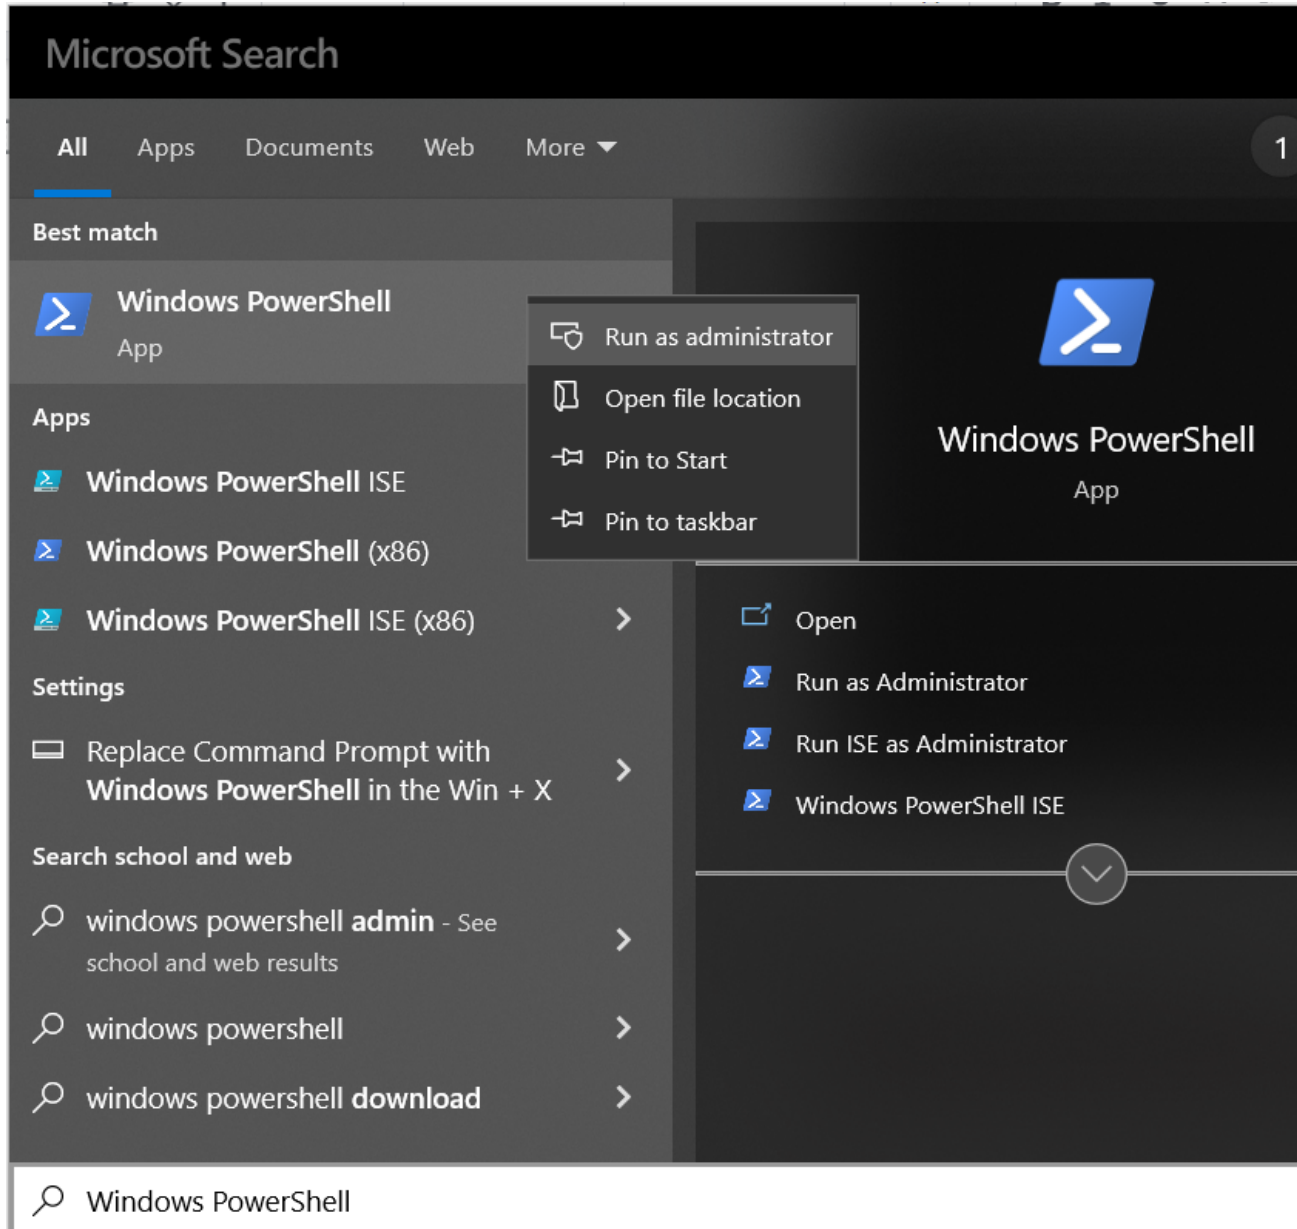 Microsoft Search
All Apps Documents Web More
1
Best match
Windows PowerShell
App
Run as administrator
Open file location
Pin to Start
Pin to taskbar
Apps
Windows PowerShell ISE
Windows PowerShell (x86)
Windows PowerShell ISE (x86)
Settings
Replace Command Prompt with
Windows PowerShell in the Win + X
Search school and web
windows powershell admin - See
school and web results
windows powershell
windows powershell download
Windows PowerShell
App
Open
Run as Administrator
Run ISE as Administrator
Windows PowerShell ISE
Windows PowerShell